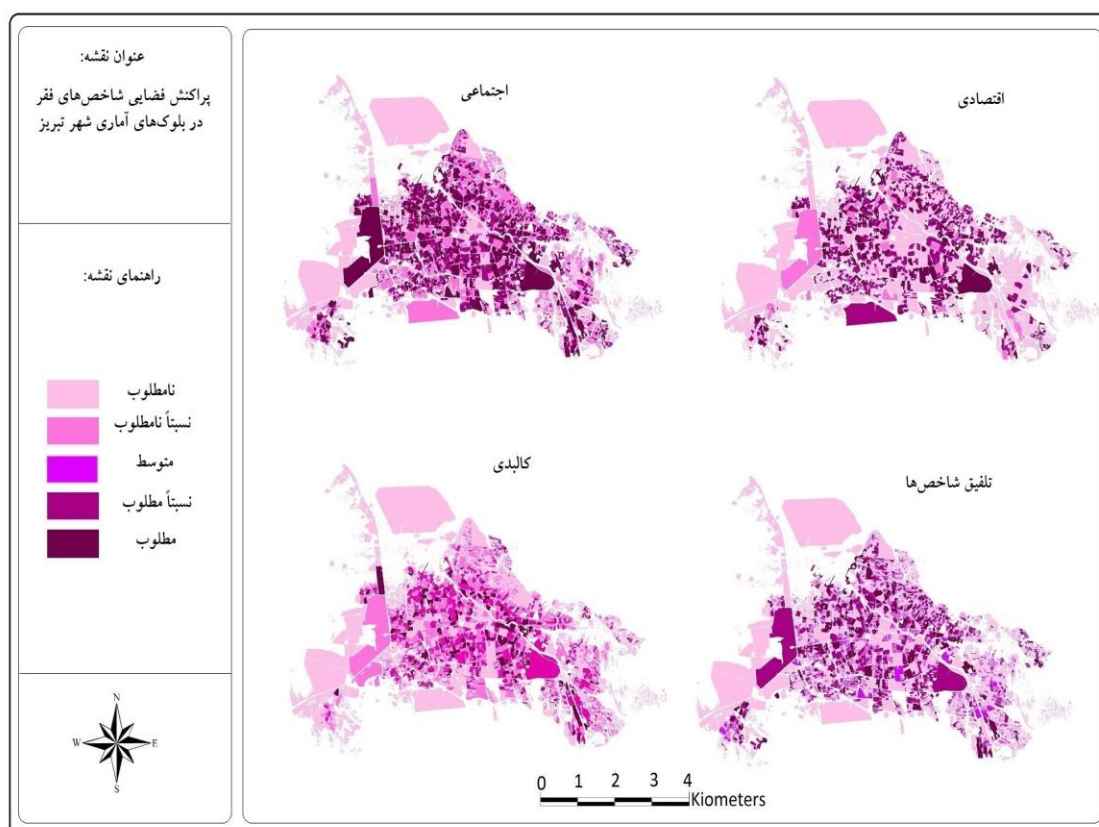 عنوان نقشه:
پراکنش فضایی شاخص‌های فقر
در بلوک‌های آماری شهر تبریز
راهنمای نقشه:
نامطلوب
نسبتاً نامطلوب
متوسط
نسبتاً مطلوب
مطلوب
N
W E
S
اجتماعی
اقتصادی
کالبدی
تلفیق شاخص‌ها
0 1 2 3 4
Kiometers